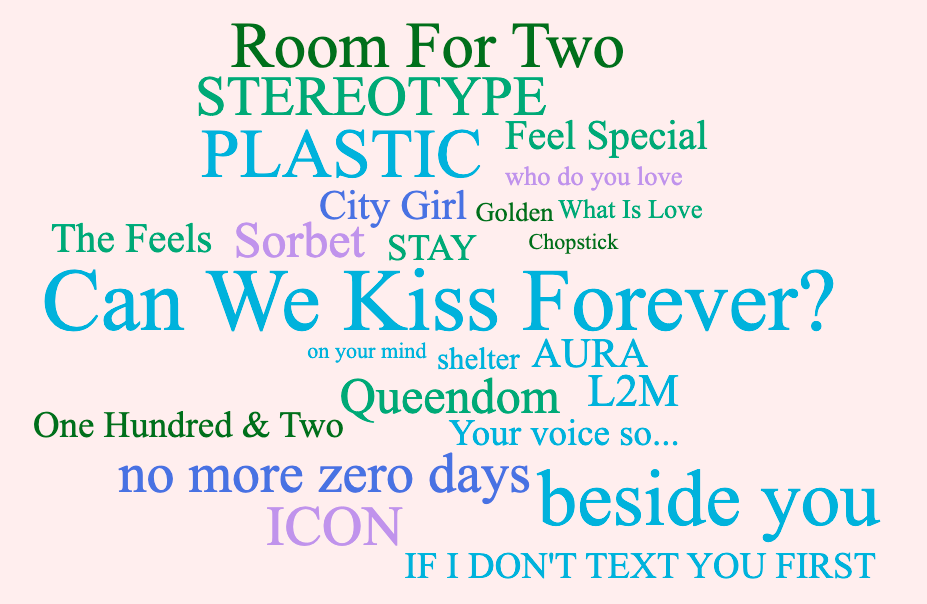 Room For Two
STEREOTYPE
PLASTIC
Feel Special
who do you love
City Girl
Golden
What Is Love
The Feels
Sorbet
STAY
Chopstick
Can We Kiss Forever?
on your mind
shelter
AURA
Queendom
L2M
One Hundred & Two
Your voice so...
no more zero days
beside you
ICON
IF I DON'T TEXT YOU FIRST